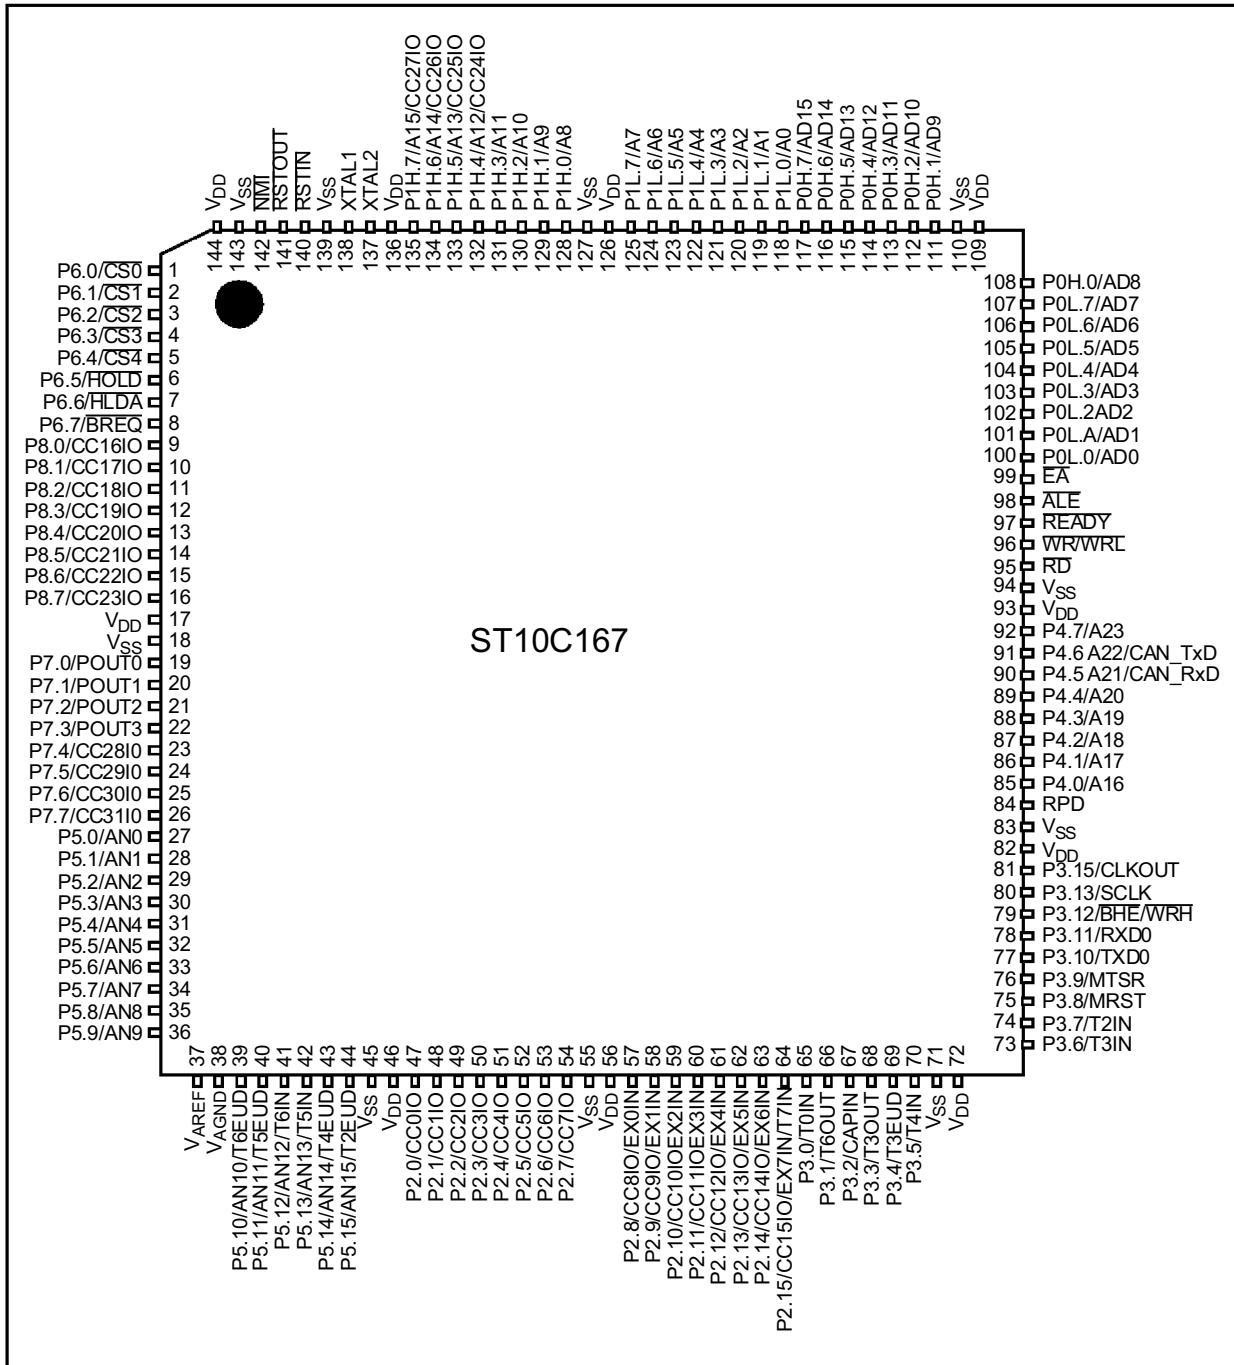 VDD
VSS
NMI
RSTOUT
RSTIN
VSS
XTAL1
XTAL2
VDD
P1H.7/A15/CC27IO
P1H.6/A14/CC26IO
P1H.5/A13/CC25IO
P1H.4/A12/CC24IO
P1H.3/A11
P1H.2/A10
P1H.1/A9
P1H.0/A8
VSS
VDD
P1L.7/A7
P1L.6/A6
P1L.5/A5
P1L.4/A4
P1L.3/A3
P1L.2/A2
P1L.1/A1
P1L.0/A0
P0H.7/AD15
P0H.6/AD14
P0H.5/AD13
P0H.4/AD12
P0H.3/AD11
P0H.2/AD10
P0H.1/AD9
VSS
VDD
144
143
142
141
140
139
138
137
136
135
134
133
132
131
130
129
128
127
126
125
124
123
122
121
120
119
118
117
116
115
114
113
112
111
110
109
P6.0/CS0 1
P6.1/CS1 2
P6.2/CS2 3
P6.3/CS3 4
P6.4/CS4 5
P6.5/HOLD 6
P6.6/HLDA 7
P6.7/BREQ 8
P8.0/CC16IO 9
P8.1/CC17IO 10
P8.2/CC18IO 11
P8.3/CC19IO 12
P8.4/CC20IO 13
P8.5/CC21IO 14
P8.6/CC22IO 15
P8.7/CC23IO 16
VDD 17
VSS 18
P7.0/POUT0 19
P7.1/POUT1 20
P7.2/POUT2 21
P7.3/POUT3 22
P7.4/CC28I0 23
P7.5/CC29I0 24
P7.6/CC30I0 25
P7.7/CC31I0 26
P5.0/AN0 27
P5.1/AN1 28
P5.2/AN2 29
P5.3/AN3 30
P5.4/AN4 31
P5.5/AN5 32
P5.6/AN6 33
P5.7/AN7 34
P5.8/AN8 35
P5.9/AN9 36
ST10C167
108 P0H.0/AD8
107 P0L.7/AD7
106 P0L.6/AD6
105 P0L.5/AD5
104 P0L.4/AD4
103 P0L.3/AD3
102 P0L.2AD2
101 P0L.A/AD1
100 P0L.0/AD0
99 EA
98 ALE
97 READY
96 WR/WRL
95 RD
94 VSS
93 VDD
92 P4.7/A23
91 P4.6 A22/CAN_TxD
90 P4.5 A21/CAN_RxD
89 P4.4/A20
88 P4.3/A19
87 P4.2/A18
86 P4.1/A17
85 P4.0/A16
84 RPD
83 VSS
82 VDD
81 P3.15/CLKOUT
80 P3.13/SCLK
79 P3.12/BHE/WRH
78 P3.11/RXD0
77 P3.10/TXD0
76 P3.9/MTSR
75 P3.8/MRST
74 P3.7/T2IN
73 P3.6/T3IN
37
38
39
40
41
42
43
44
45
46
47
48
49
50
51
52
53
54
55
56
57
58
59
60
61
62
63
64
65
66
67
68
69
70
71
72
VAREF
VAGND
P5.10/AN10/T6EUD
P5.11/AN11/T5EUD
P5.12/AN12/T6IN
P5.13/AN13/T5IN
P5.14/AN14/T4EUD
P5.15/AN15/T2EUD
VSS
VDD
P2.0/CC0IO
P2.1/CC1IO
P2.2/CC2IO
P2.3/CC3IO
P2.4/CC4IO
P2.5/CC5IO
P2.6/CC6IO
P2.7/CC7IO
VSS
VDD
P2.8/CC8IO/EX0IN
P2.9/CC9IO/EX1IN
P2.10/CC10IOEX2IN
P2.11/CC11IOEX3IN
P2.12/CC12IO/EX4IN
P2.13/CC13IO/EX5IN
P2.14/CC14IO/EX6IN
P2.15/CC15IO/EX7IN/T7IN
P3.0/T0IN
P3.1/T6OUT
P3.2/CAPIN
P3.3/T3OUT
P3.4/T3EUD
P3.5/T4IN
VSS
VDD